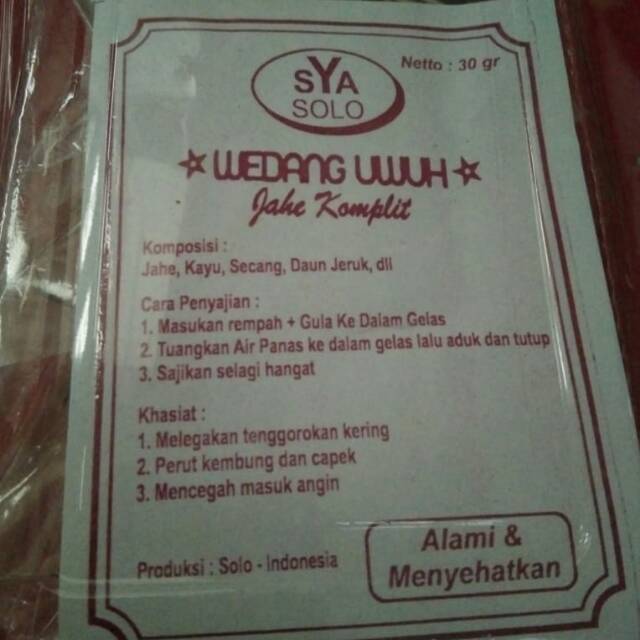 SYA
SOLO
Netto : 30 gr
WEDANG UWUH
Jahe Komplit
Komposisi :
Jahe, Kayu, Secang, Daun Jeruk, dll
Cara Penyajian :
1. Masukan rempah + Gula Ke Dalam Gelas
2. Tuangkan Air Panas ke dalam gelas lalu aduk dan tutup
3. Sajikan selagi hangat
Khasiat :
1. Melegakan tenggorokan kering
2. Perut kembung dan capek
3. Mencegah masuk angin
Produksi : Solo - Indonesia
Alami &
Menyehatkan